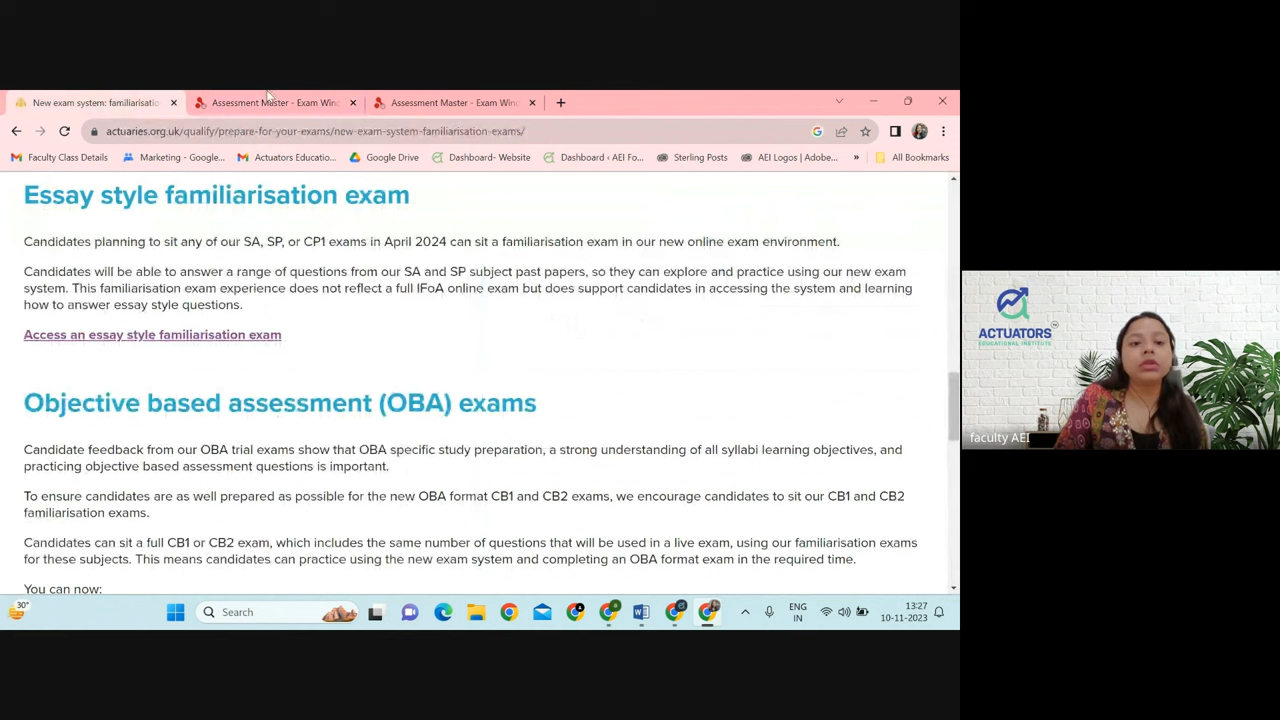 New exam system: familiarisatio
Assessment Master - Exam Win
Assessment Master - Exam Win
actuaries.org.uk/qualify/prepare-for-your-exams/new-exam-system-familiarisation-exams/
Faculty Class Details
Marketing - Google...
Actuators Educatio...
Google Drive
Dashboard- Website
Dashboard ‹ AEI Fo...
Sterling Posts
AEI Logos | Adobe...
»
All Bookmarks
Essay style familiarisation exam
Candidates planning to sit any of our SA, SP, or CP1 exams in April 2024 can sit a familiarisation exam in our new online exam environment.
Candidates will be able to answer a range of questions from our SA and SP subject past papers, so they can explore and practice using our new exam
system. This familiarisation exam experience does not reflect a full IFoA online exam but does support candidates in accessing the system and learning
how to answer essay style questions.
Access an essay style familiarisation exam
Objective based assessment (OBA) exams
Candidate feedback from our OBA trial exams show that OBA specific study preparation, a strong understanding of all syllabi learning objectives, and
practicing objective based assessment questions is important.
To ensure candidates are as well prepared as possible for the new OBA format CB1 and CB2 exams, we encourage candidates to sit our CB1 and CB2
familiarisation exams.
Candidates can sit a full CB1 or CB2 exam, which includes the same number of questions that will be used in a live exam, using our familiarisation exams
for these subjects. This means candidates can practice using the new exam system and completing an OBA format exam in the required time.
You can now:
30°
Search
ENG
IN
13:27
10-11-2023
ACTUATORS
EDUCATIONAL INSTITUTE
faculty AEI